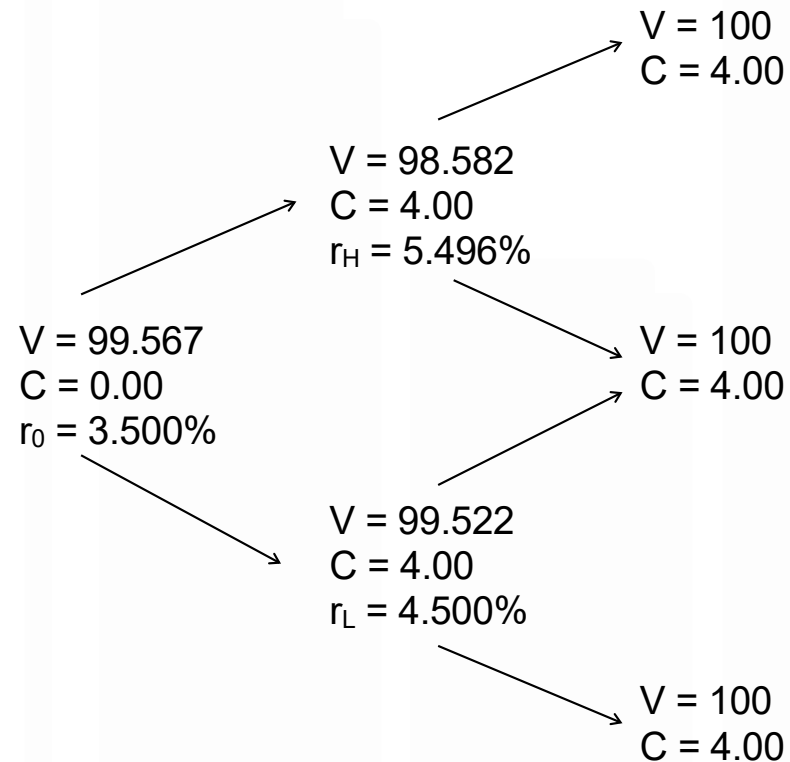 V = 100
C = 4.00
V = 98.582
C = 4.00
rH = 5.496%
V = 99.567
C = 0.00
r0 = 3.500%
V = 100
C = 4.00
V = 99.522
C = 4.00
rL = 4.500%
V = 100
C = 4.00